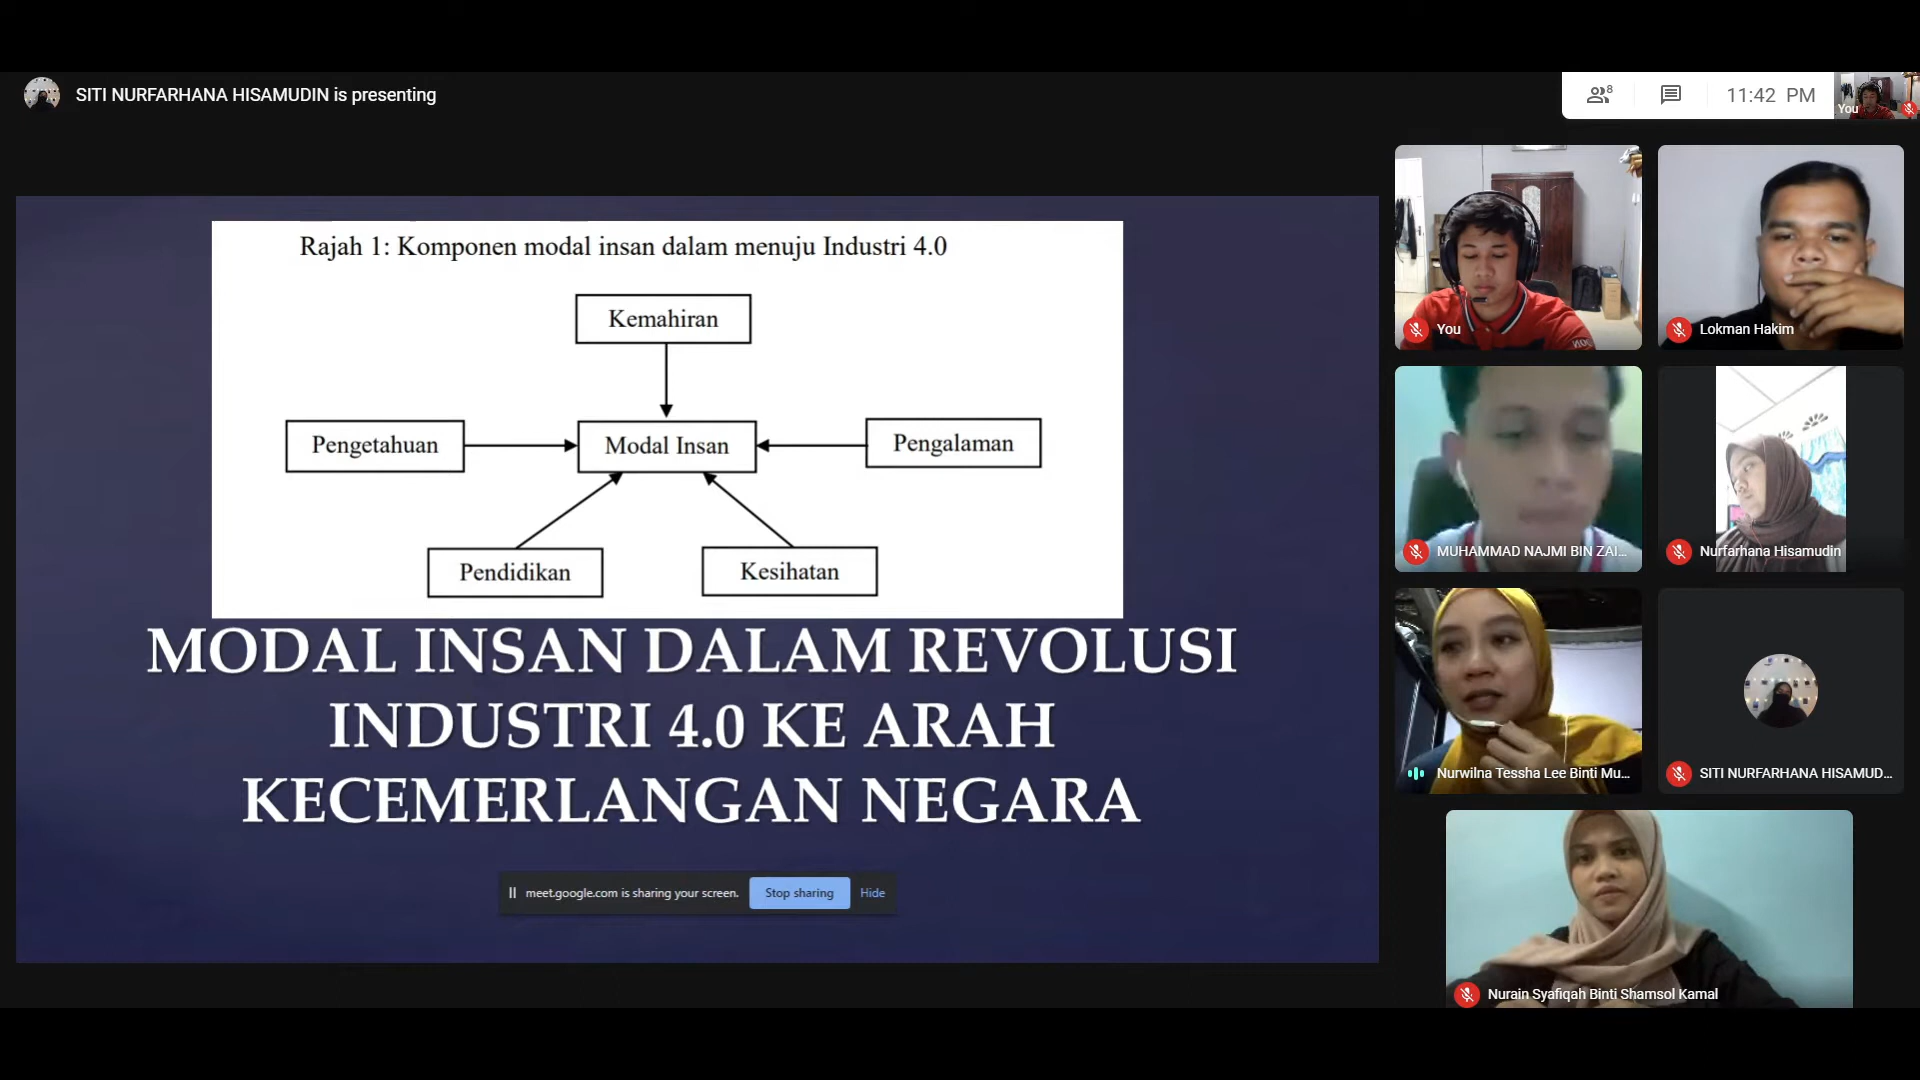 SITI NURFARHANA HISAMUDIN is presenting
8
11:42 PM
You
Rajah 1: Komponen modal insan dalam menuju Industri 4.0
Kemahiran
Pengetahuan
Modal Insan
Pengalaman
Pendidikan
Kesihatan
MODAL INSAN DALAM REVOLUSI
INDUSTRI 4.0 KE ARAH
KECEMERLANGAN NEGARA
meet.google.com is sharing your screen.
Stop sharing
Hide
You
Lokman Hakim
MUHAMMAD NAJMI BIN ZAI...
Nurfarhana Hisamudin
Nurwilna Tessha Lee Binti Mu...
SITI NURFARHANA HISAMUD...
Nurain Syafiqah Binti Shamsol Kamal